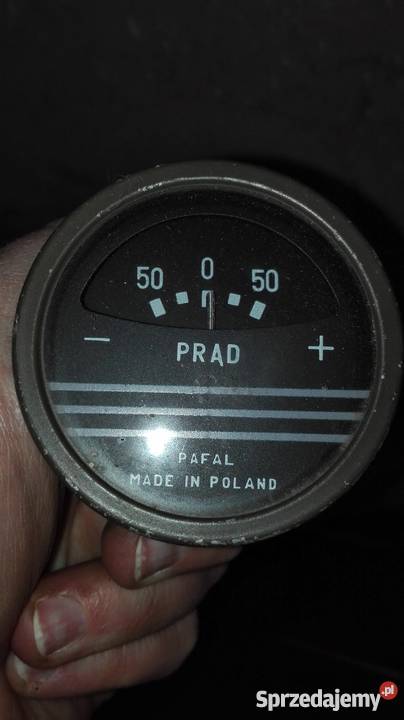 50 0 50
− PRAD +
PAFAL
MADE IN POLAND
Sprzedajemy.pl